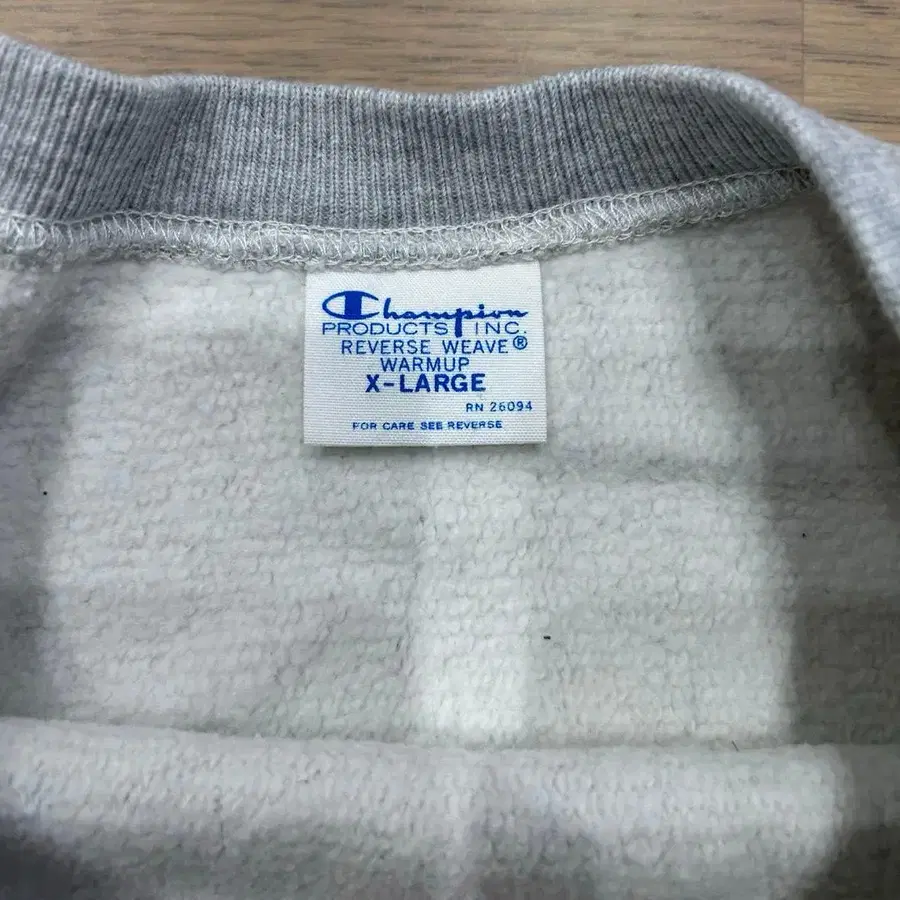 Champion
PRODUCTS INC.
REVERSE WEAVE®
WARMUP
X-LARGE
RN 26094
FOR CARE SEE REVERSE